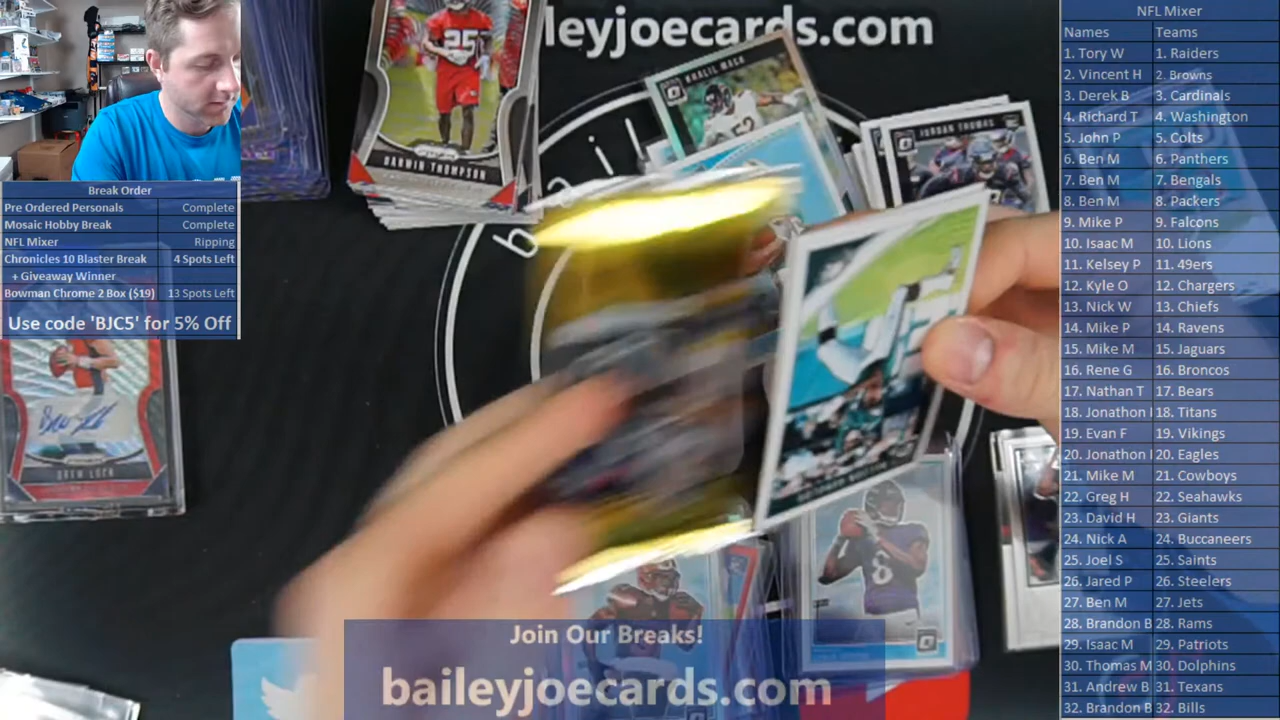 leyjoecards.com
Break Order
Pre Ordered Personals Complete
Mosaic Hobby Break Complete
NFL Mixer Ripping
Chronicles 10 Blaster Break 4 Spots Left
+ Giveaway Winner
Bowman Chrome 2 Box ($19) 13 Spots Left
Use code 'BJC5' for 5% Off
25
DARWIN THOMPSON
KHALIL MACK
52
JORDAN THOMAS
b a i l
DREW LOCK
8
Join Our Breaks!
baileyjoecards.com
NFL Mixer
Names Teams
1. Tory W 1. Raiders
2. Vincent H 2. Browns
3. Derek B 3. Cardinals
4. Richard T 4. Washington
5. John P 5. Colts
6. Ben M 6. Panthers
7. Ben M 7. Bengals
8. Ben M 8. Packers
9. Mike P 9. Falcons
10. Isaac M 10. Lions
11. Kelsey P 11. 49ers
12. Kyle O 12. Chargers
13. Nick W 13. Chiefs
14. Mike P 14. Ravens
15. Mike M 15. Jaguars
16. Rene G 16. Broncos
17. Nathan T 17. Bears
18. Jonathon 18. Titans
19. Evan F 19. Vikings
20. Jonathon 20. Eagles
21. Mike M 21. Cowboys
22. Greg H 22. Seahawks
23. David H 23. Giants
24. Nick A 24. Buccaneers
25. Joel S 25. Saints
26. Jared P 26. Steelers
27. Ben M 27. Jets
28. Brandon B 28. Rams
29. Isaac M 29. Patriots
30. Thomas M 30. Dolphins
31. Andrew B 31. Texans
32. Brandon B 32. Bills